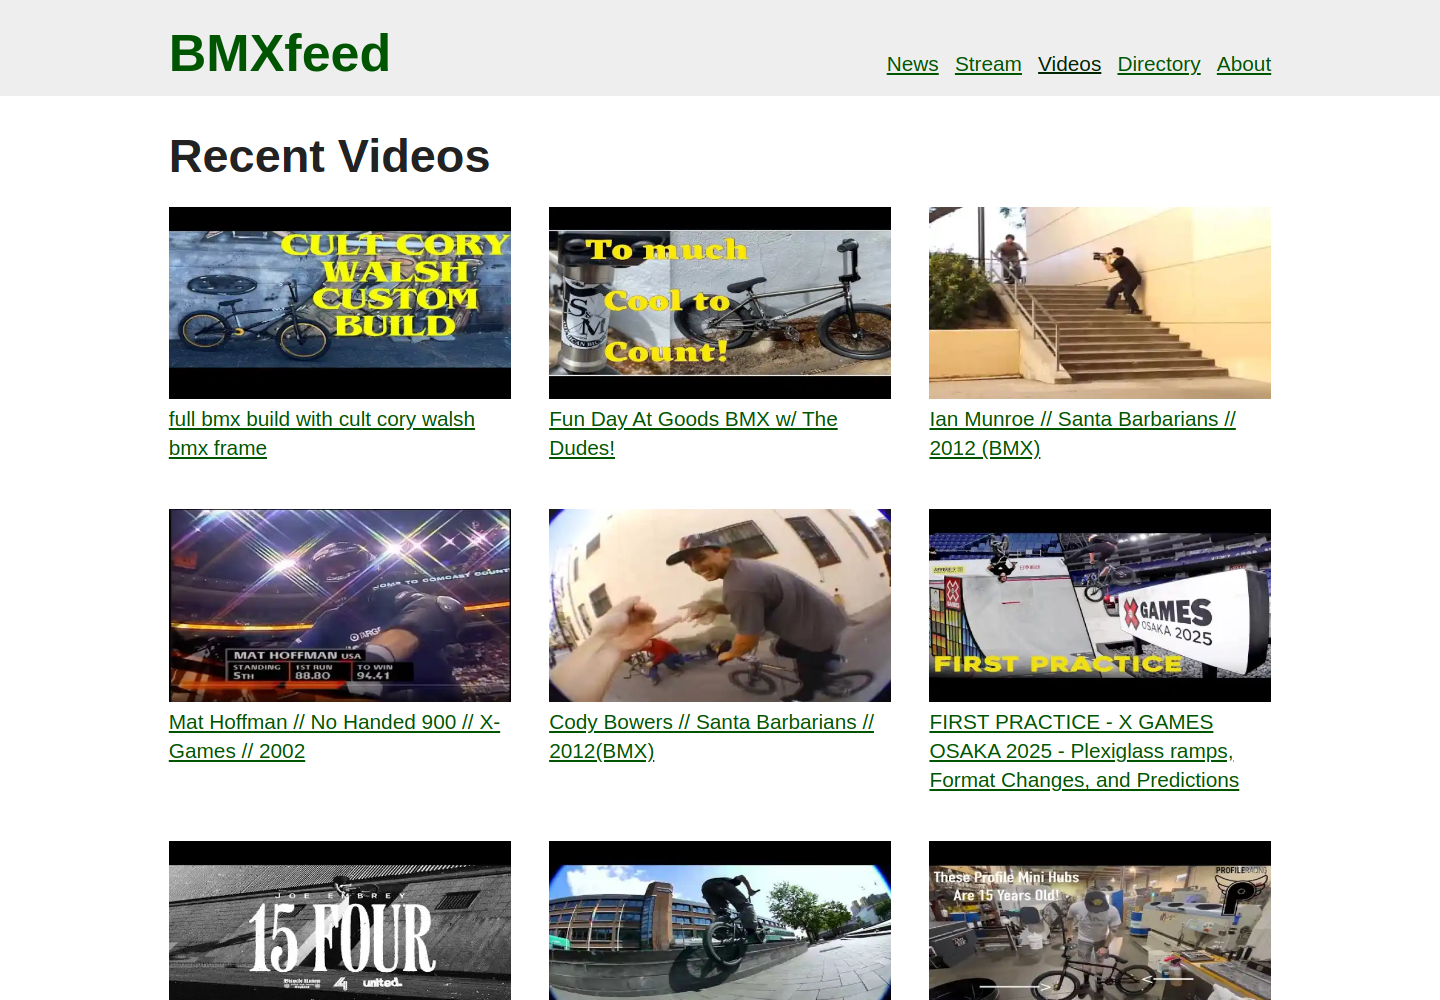 BMXfeed
News Stream Videos Directory About
Recent Videos
CULT CORY
WALSH
CUSTOM
BUILD
To much
Cool to
Count!
S&M
full bmx build with cult cory walsh
bmx frame
Fun Day At Goods BMX w/ The
Dudes!
Ian Munroe // Santa Barbarians //
2012 (BMX)
OME TO COMCAST COUNT
MAT HOFFMAN USA
STANDING 1ST RUN TO WIN
5TH 88.80 94.41
X GAMES
OSAKA 2025
FIRST PRACTICE
Mat Hoffman // No Handed 900 // X-
Games // 2002
Cody Bowers // Santa Barbarians //
2012(BMX)
FIRST PRACTICE - X GAMES
OSAKA 2025 - Plexiglass ramps,
Format Changes, and Predictions
JOE EMBREY
15 FOUR
united.
These Profile Mini Hubs
Are 15 Years Old!
PROFILERACING